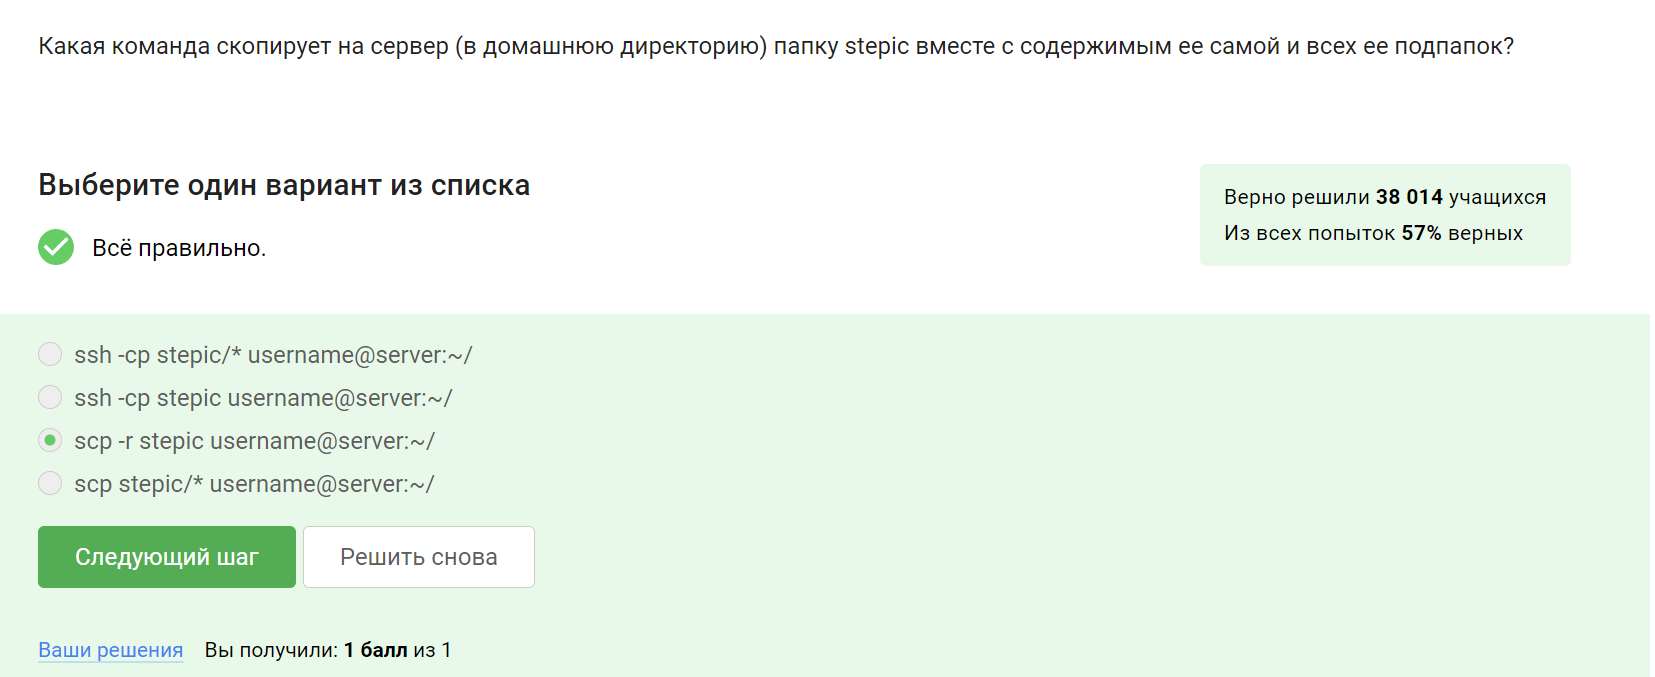 Какая команда скопирует на сервер (в домашнюю директорию) папку stepic вместе с содержимым ее самой и всех ее подпапок?
Выберите один вариант из списка
Всё правильно.
Верно решили 38 014 учащихся
Из всех попыток 57% верных
ssh -cp stepic/* username@server:~/
ssh -cp stepic username@server:~/
scp -r stepic username@server:~/
scp stepic/* username@server:~/
Следующий шаг
Решить снова
Ваши решения Вы получили: 1 балл из 1